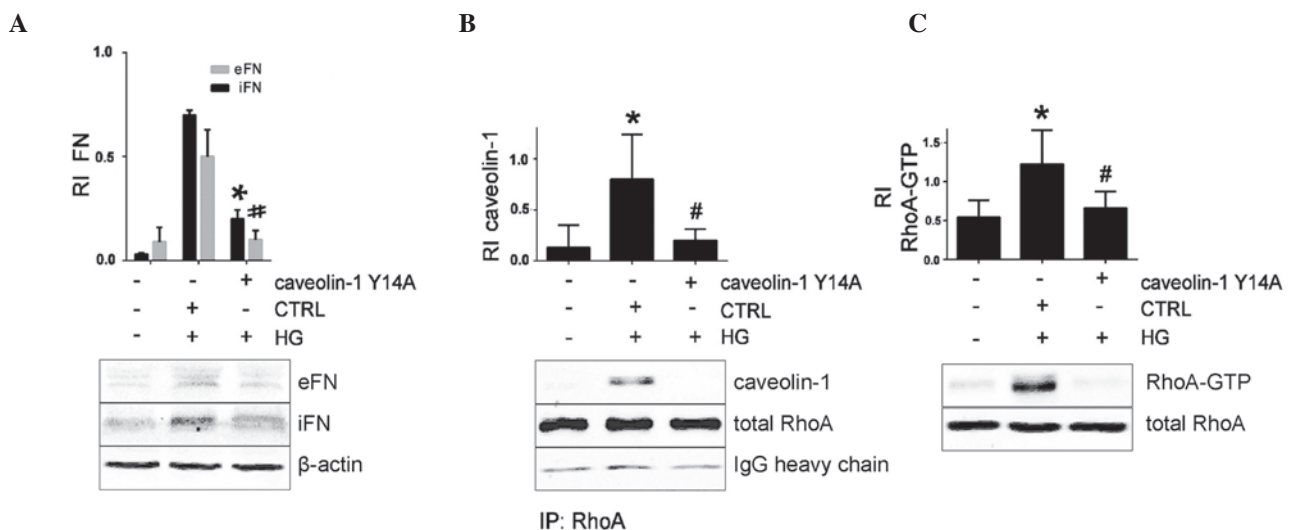 A
1.0
0.5
0.0
RI FN
eFN
iFN
*
#
- - + caveolin-1 Y14A
- + - CTRL
- + + HG
eFN
iFN
β-actin
B
1.0
0.5
0.0
RI caveolin-1
*
#
- - + caveolin-1 Y14A
- + - CTRL
- + + HG
caveolin-1
total RhoA
IgG heavy chain
IP: RhoA
C
1.5
1.0
0.5
0.0
RI
RhoA-GTP
*
#
- - + caveolin-1 Y14A
- + - CTRL
- + + HG
RhoA-GTP
total RhoA